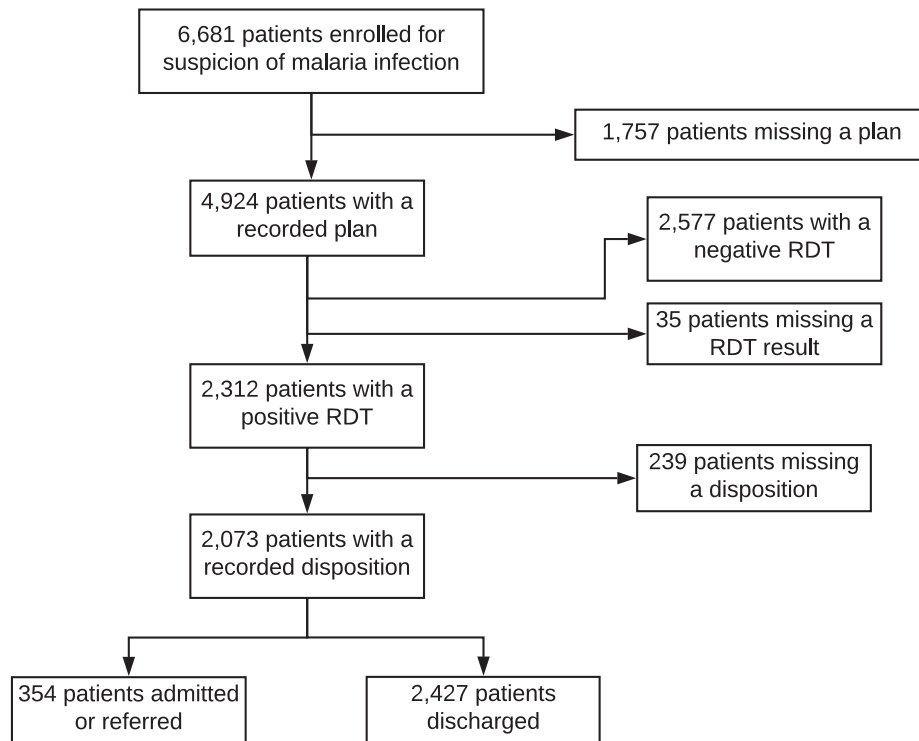 6,681 patients enrolled for
suspicion of malaria infection
1,757 patients missing a plan
4,924 patients with a
recorded plan
2,577 patients with a
negative RDT
35 patients missing a
RDT result
2,312 patients with a
positive RDT
239 patients missing
a disposition
2,073 patients with a
recorded disposition
354 patients admitted
or referred
2,427 patients
discharged